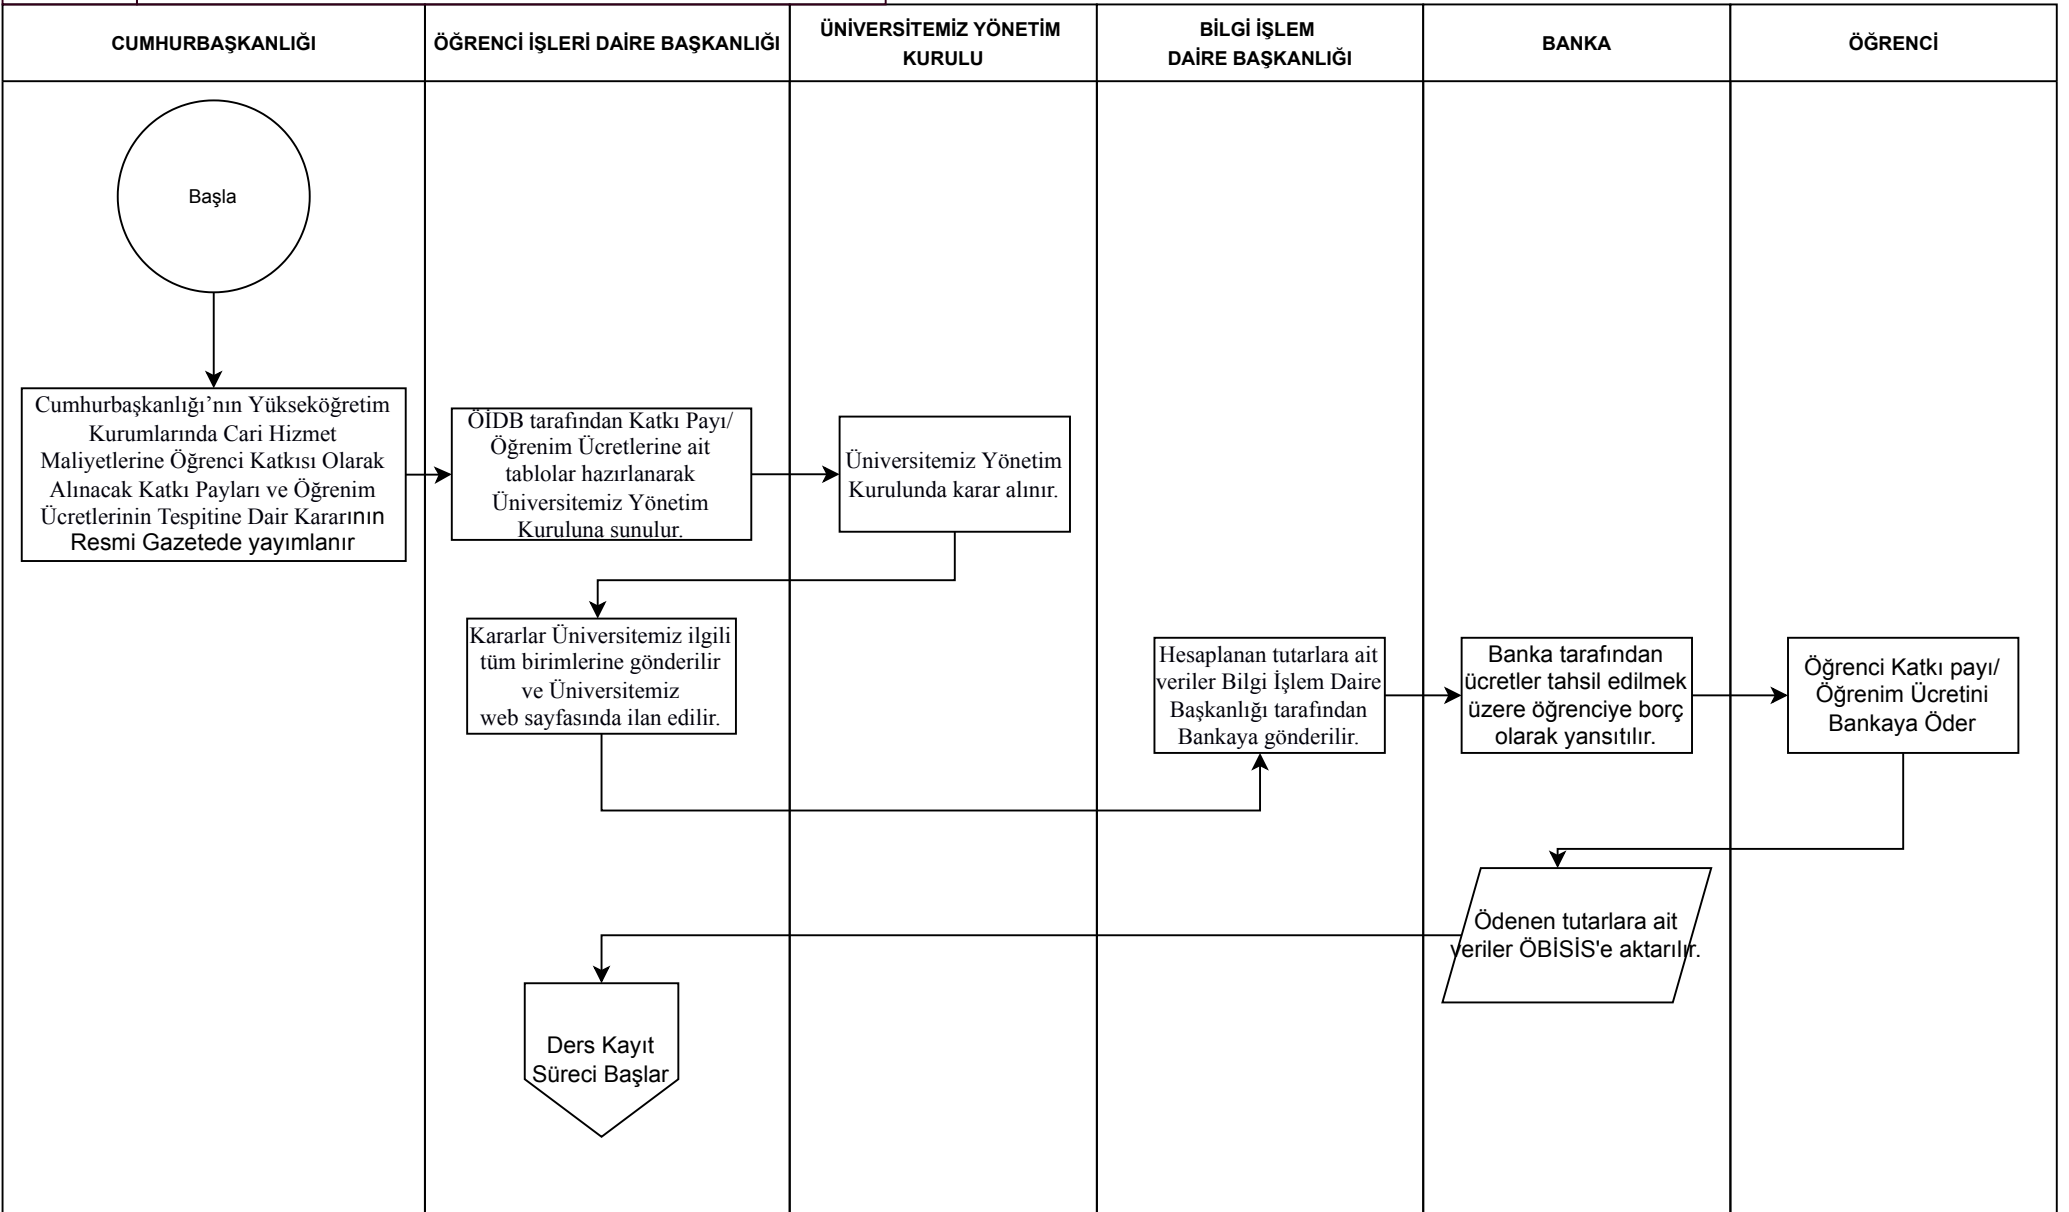 CUMHURBAŞKANLIĞI
ÖĞRENCİ İŞLERİ DAİRE BAŞKANLIĞI
ÜNİVERSİTEMİZ YÖNETİM
KURULU
BİLGİ İŞLEM
DAİRE BAŞKANLIĞI
BANKA
ÖĞRENCİ
Başla
Cumhurbaşkanlığı’nın Yükseköğretim
Kurumlarında Cari Hizmet
Maliyetlerine Öğrenci Katkısı Olarak
Alınacak Katkı Payları ve Öğrenim
Ücretlerinin Tespitine Dair Kararının
Resmi Gazetede yayımlanır
ÖİDB tarafından Katkı Payı/
Öğrenim Ücretlerine ait
tablolar hazırlanarak
Üniversitemiz Yönetim
Kuruluna sunulur.
Üniversitemiz Yönetim
Kurulunda karar alınır.
Kararlar Üniversitemiz ilgili
tüm birimlerine gönderilir
ve Üniversitemiz
web sayfasında ilan edilir.
Hesaplanan tutarlara ait
veriler Bilgi İşlem Daire
Başkanlığı tarafından
Bankaya gönderilir.
Banka tarafından
ücretler tahsil edilmek
üzere öğrenciye borç
olarak yansıtılır.
Öğrenci Katkı payı/
Öğrenim Ücretini
Bankaya Öder
Ödenen tutarlara ait
veriler ÖBİSİS'e aktarılır.
Ders Kayıt
Süreci Başlar